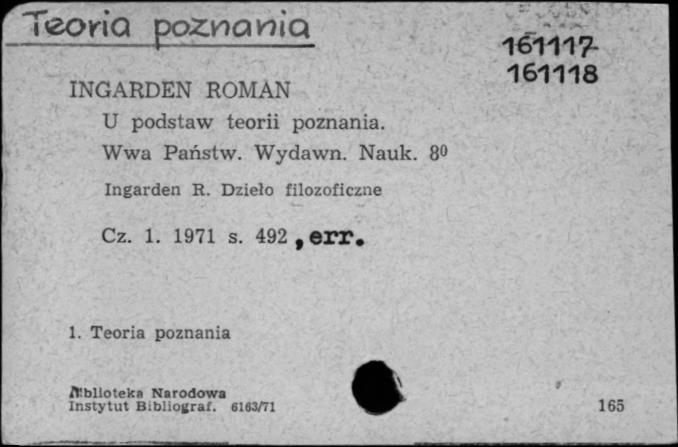 Teoria poznania
161117
161118
INGARDEN ROMAN
U podstaw teorii poznania.
Wwa Państw. Wydawn. Nauk. 8⁰
Ingarden R. Dzieło filozoficzne
Cz. 1. 1971 s. 492, err.
1. Teoria poznania
Biblioteka Narodowa
Instytut Bibliograf. 6163/71
165